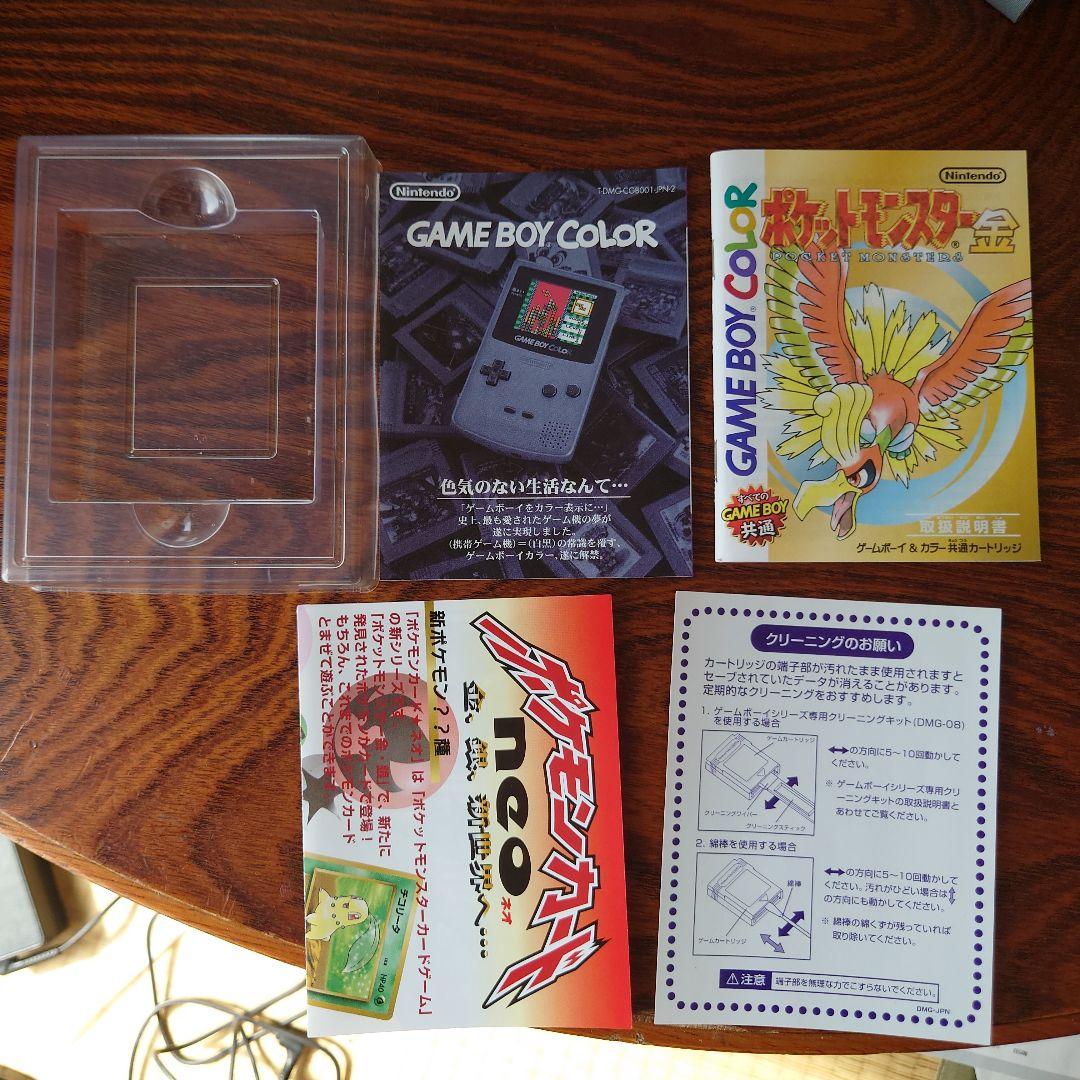 Nintendo
T-DMG-CGB001-JPN-2
GAME BOY COLOR
GAME BOY COLOR
色気のない生活なんて…
「ゲームボーイをカラー表示に…」
史上、最も愛されたゲーム機の夢が
遂に実現しました。
(携帯ゲーム機)=(白黒)の常識を覆す、
ゲームボーイカラー、遂に解禁。
Nintendo
GAME BOY COLOR
ポケットモンスター金
POCKET MONSTERS
すべての
GAME BOY
共通
取扱説明書
ゲームボーイ&カラー共通カートリッジ
ポケモンカード
neo
ネオ
金、銀、新世界へ…
新ポケモン??種
「ポケモンカード★ネオ」は「ポケットモンスターカードゲーム」
の新シリーズです。
「ポケットモンスター金・銀」で、新たに
発見されたポケモンがカードで登場!
もちろん、これまでのポケモンカード
とまぜて遊ぶことができます。
チコリータ
HP40
クリーニングのお願い
カートリッジの端子部が汚れたまま使用されますと
セーブされていたデータが消えることがあります。
定期的なクリーニングをおすすめします。
1. ゲームボーイシリーズ専用クリーニングキット(DMG-08)
を使用する場合
ゲームカートリッジ
クリーニングワイパー
クリーニングスティック
⟷の方向に5~10回動かして
ください。
※ ゲームボーイシリーズ専用クリ
ーニングキットの取扱説明書と
あわせてご覧ください。
2. 綿棒を使用する場合
綿棒
ゲームカートリッジ
⟷の方向に5~10回動かして
ください。汚れがひどい場合は↕
の方向にも動かしてください。
※ 綿棒の綿くずが残っていれば
取り除いてください。
⚠注意 端子部を無理な力でこすらないでください。
DMG-JPN